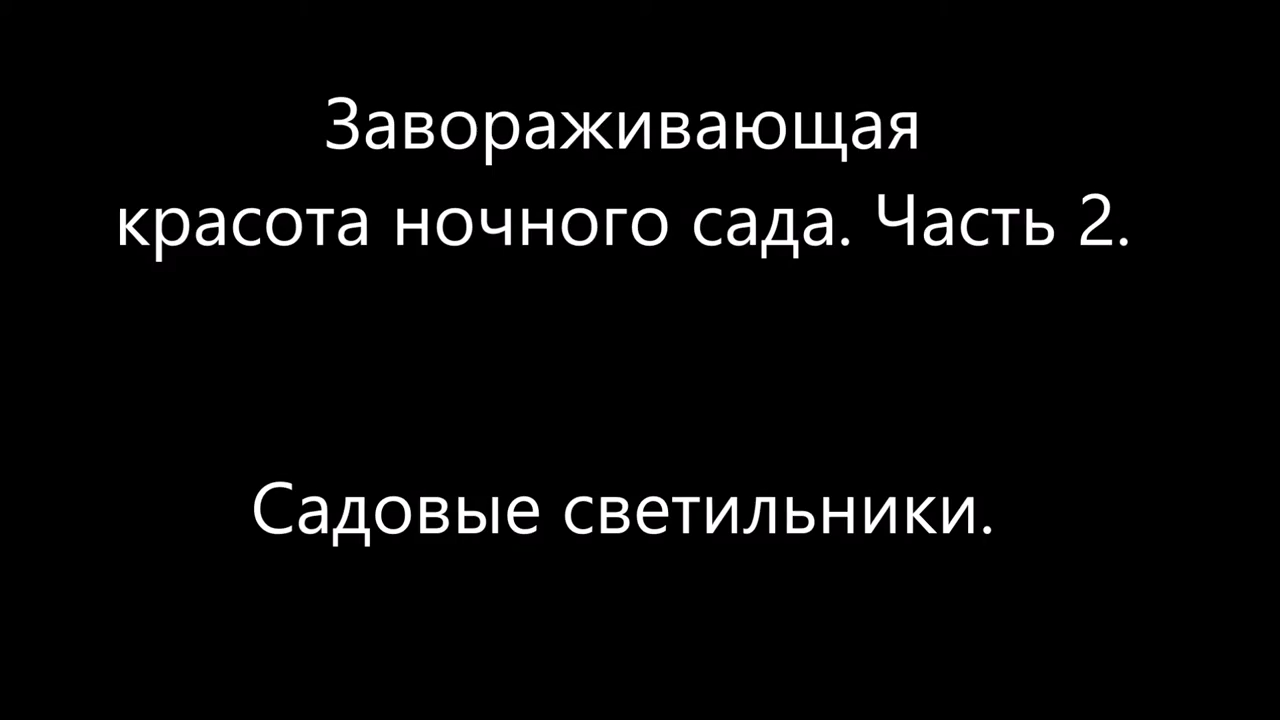 Завораживающая
красота ночного сада. Часть 2.
Садовые светильники.